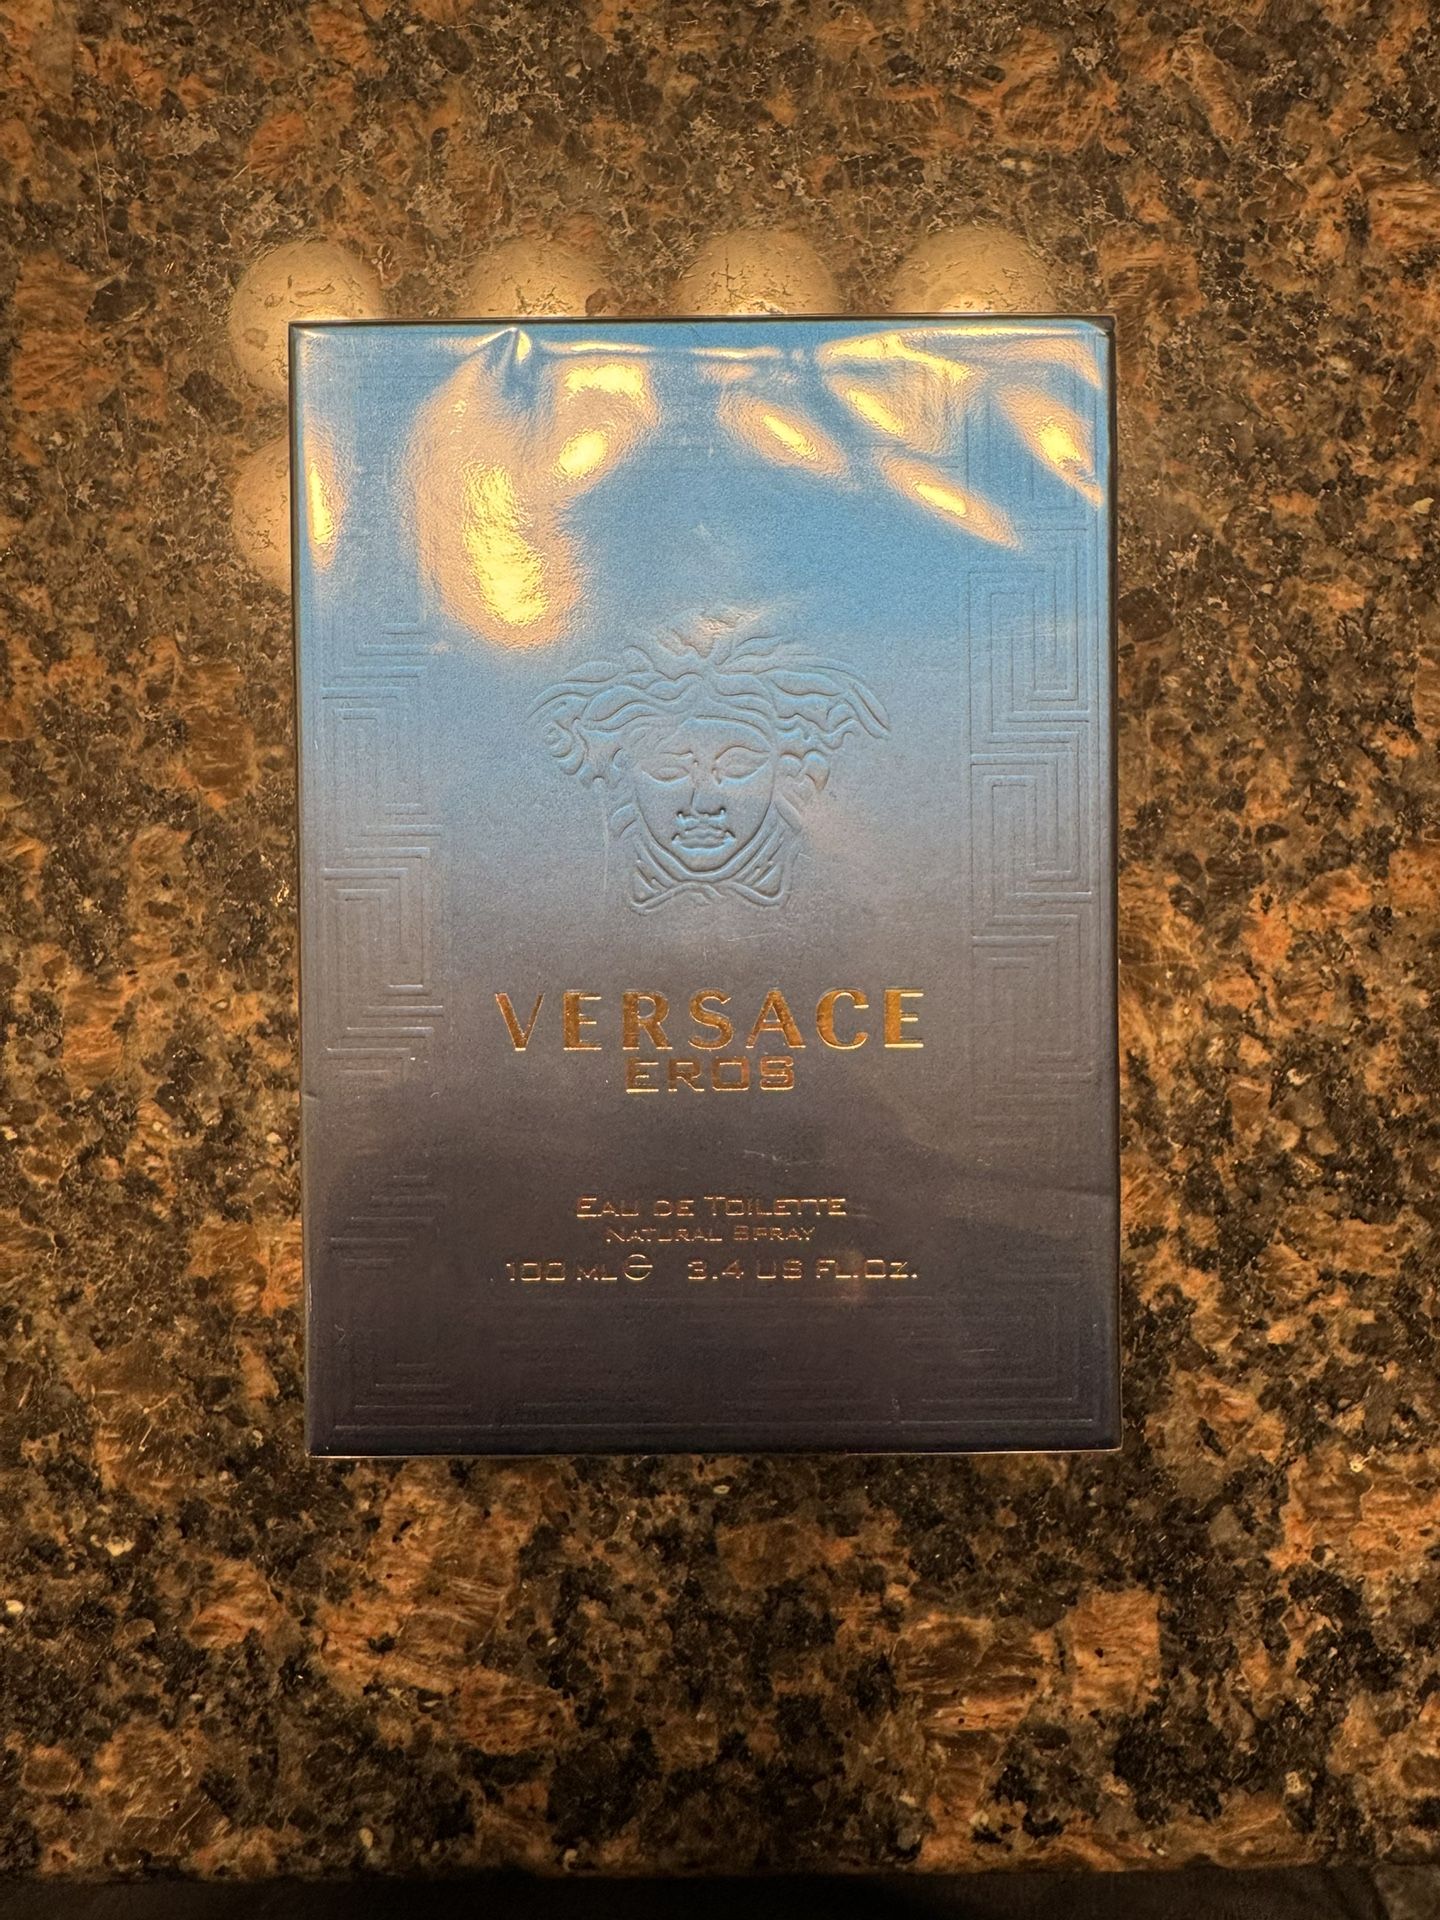 VERSACE
EROS
EAU DE TOILETTE
NATURAL SPRAY
100 ML ℮ 3.4 US FL.OZ.